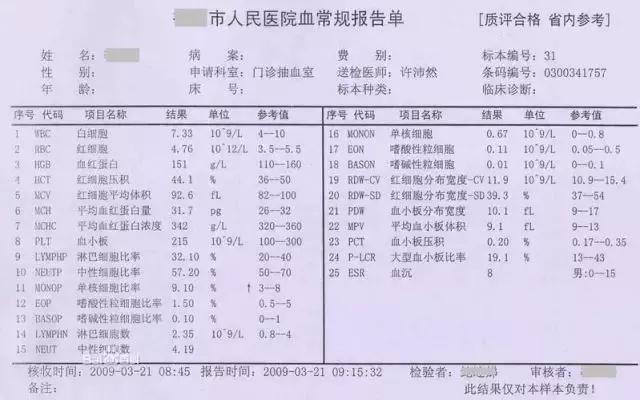 市人民医院血常规报告单 [质评合格 省内参考]
姓 名: 病 案: 费 别: 标本编号: 31
性 别: 申请科室: 门诊抽血室 送检医师: 许沛然 条码编号: 0300341757
年 龄: 床 号: 标本种类: 临床诊断:
序号 代码 项目名称 结果 单位 参考值 序号 代码 项目名称 结果 单位 参考值
1 WBC 白细胞 7.33 10^9/L 4--10 16 MONON 单核细胞 0.67 10^9/L 0--0.8
2 RBC 红细胞 4.76 10^12/L 3.5--5.5 17 EON 嗜酸性粒细胞 0.11 10^9/L 0.05--0.5
3 HGB 血红蛋白 151 g/L 110--160 18 BASON 嗜碱性粒细胞 0.01 10^9/L 0--0.1
4 HCT 红细胞压积 44.1 % 36--50 19 RDW-CV 红细胞分布宽度-CV 11.9 10^9/L 10.9--15.4
5 MCV 红细胞平均体积 92.6 fL 82--100 20 RDW-SD 红细胞分布宽度-SD 39.3 % 37--54
6 MCH 平均血红蛋白量 31.7 pg 26--32 21 PDW 血小板分布宽度 10.1 fL 9--17
7 MCHC 平均血红蛋白浓度 342 g/L 320--360 22 MPV 平均血小板体积 9.1 fL 9--13
8 PLT 血小板 215 10^9/L 100--300 23 PCT 血小板压积 0.20 % 0.17--0.35
9 LYMPHP 淋巴细胞比率 32.10 % 20--40 24 P-LCR 大型血小板比率 19.1 % 13--43
10 NEUTP 中性细胞比率 57.20 % 50--70 25 ESR 血沉 8 男:0--15
11 MONOP 单核细胞比率 9.10 % ↑ 3--8
12 EOP 嗜酸性粒细胞比率 1.50 % 0.5--5
13 BASOP 嗜碱性粒细胞比率 0.10 % 0--1
14 LYMPHN 淋巴细胞数 2.35 10^9/L 0.8--4
15 NEUT 中性细胞数 4.19
核收时间: 2009-03-21 08:45 报告时间: 2009-03-21 09:15:32 检验者: 审核者:
备注: 此结果仅对本样本负责!